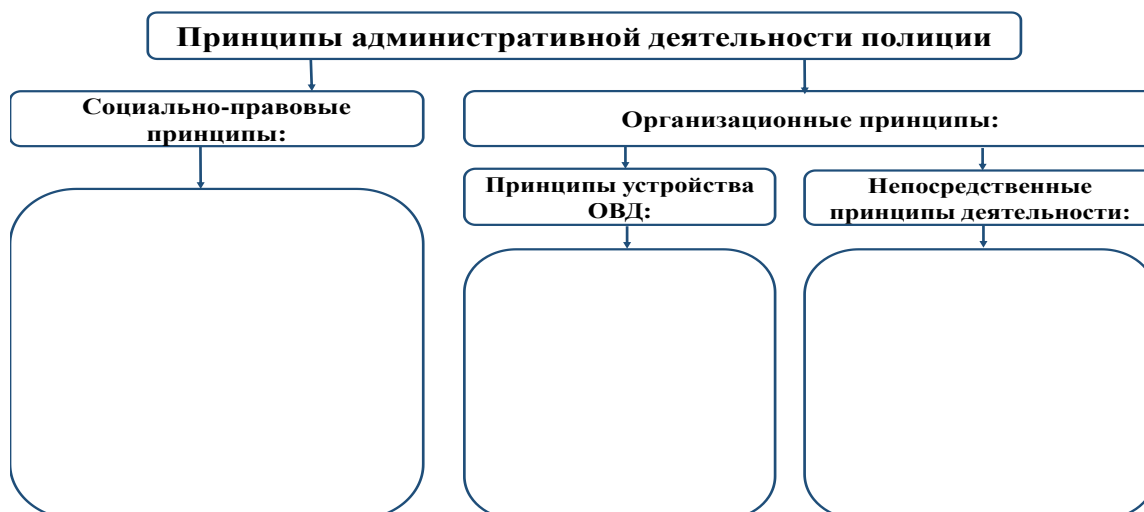 Принципы административной деятельности полиции
Социально-правовые
принципы:
Организационные принципы:
Принципы устройства
ОВД:
Непосредственные
принципы деятельности: